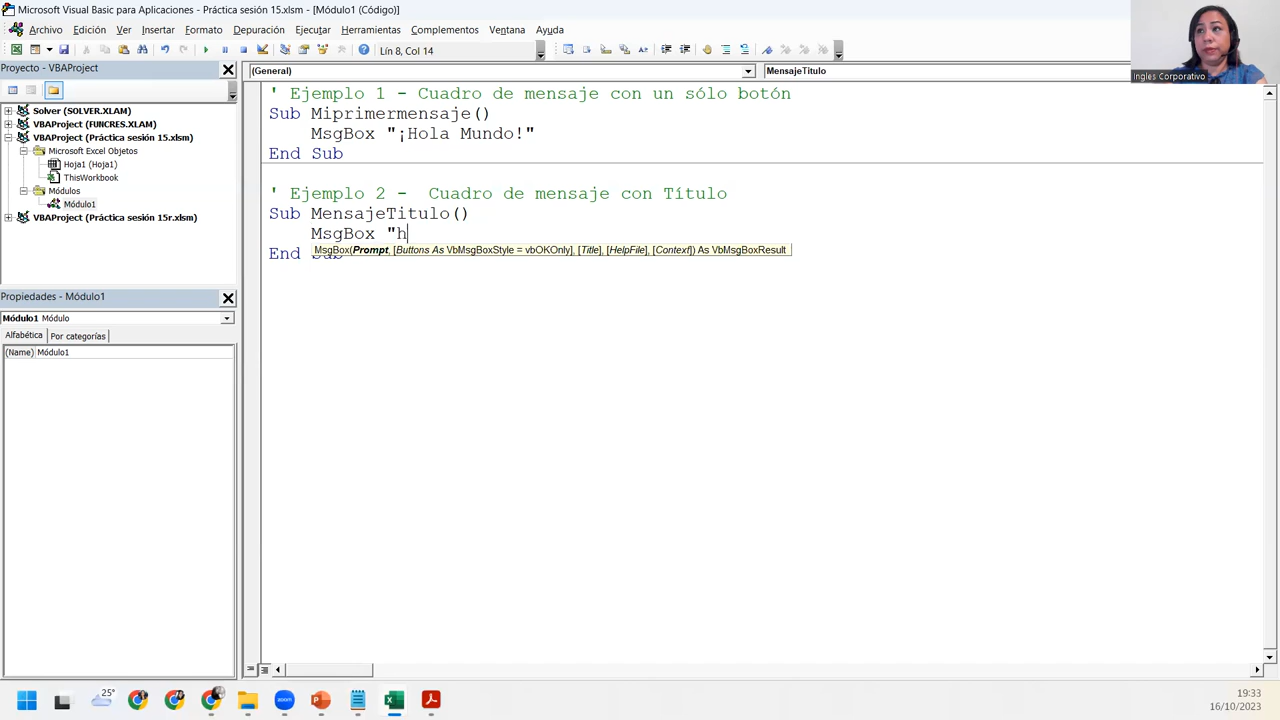 Microsoft Visual Basic para Aplicaciones - Práctica sesión 15.xlsm - [Módulo1 (Código)]
Archivo Edición Ver Insertar Formato Depuración Ejecutar Herramientas Complementos Ventana Ayuda
Lín 8, Col 14
Ingles Corporativo
Proyecto - VBAProject
(General)
MensajeTitulo
Solver (SOLVER.XLAM)
VBAProject (FUNCRES.XLAM)
VBAProject (Práctica sesión 15.xlsm)
Microsoft Excel Objetos
Hoja1 (Hoja1)
ThisWorkbook
Módulos
Módulo1
VBAProject (Práctica sesión 15r.xlsm)
Propiedades - Módulo1
Módulo1 Módulo
Alfabética Por categorías
(Name) Módulo1
' Ejemplo 1 - Cuadro de mensaje con un sólo botón
Sub Miprimermensaje()
MsgBox "¡Hola Mundo!"
End Sub
' Ejemplo 2 -  Cuadro de mensaje con Título
Sub MensajeTitulo()
MsgBox "h
MsgBox(Prompt, [Buttons As VbMsgBoxStyle = vbOKOnly], [Title], [HelpFile], [Context]) As VbMsgBoxResult
End Sub
25°
zoom
19:33
16/10/2023